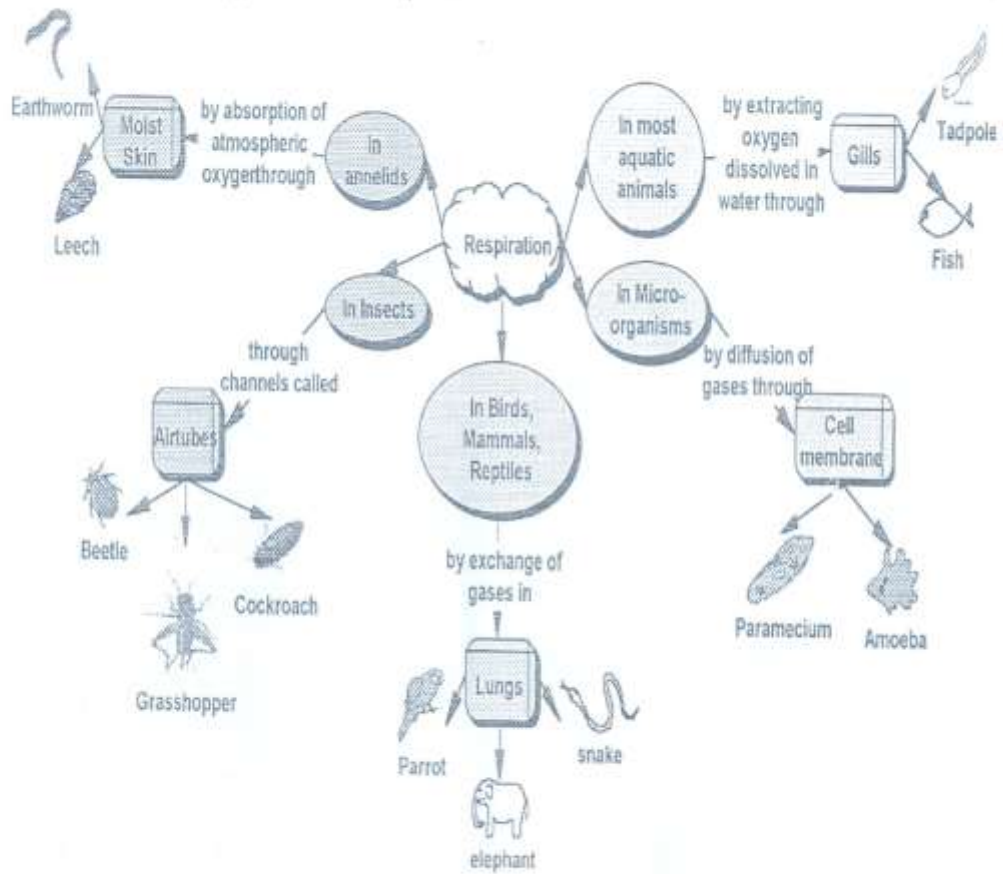 Earthworm
Moist
Skin
by absorption of
atmospheric
oxygerthrough
In
annelids
Leech
In most
aquatic
animals
by extracting
oxygen
dissolved in
water through
Gills
Tadpole
Fish
Respiration
In Insects
through
channels called
Airtubes
Beetle
Cockroach
Grasshopper
In Birds,
Mammals,
Reptiles
by exchange of
gases in
Lungs
Parrot
snake
elephant
In Micro-
organisms
by diffusion of
gases through
Cell
membrane
Paramecium
Amoeba